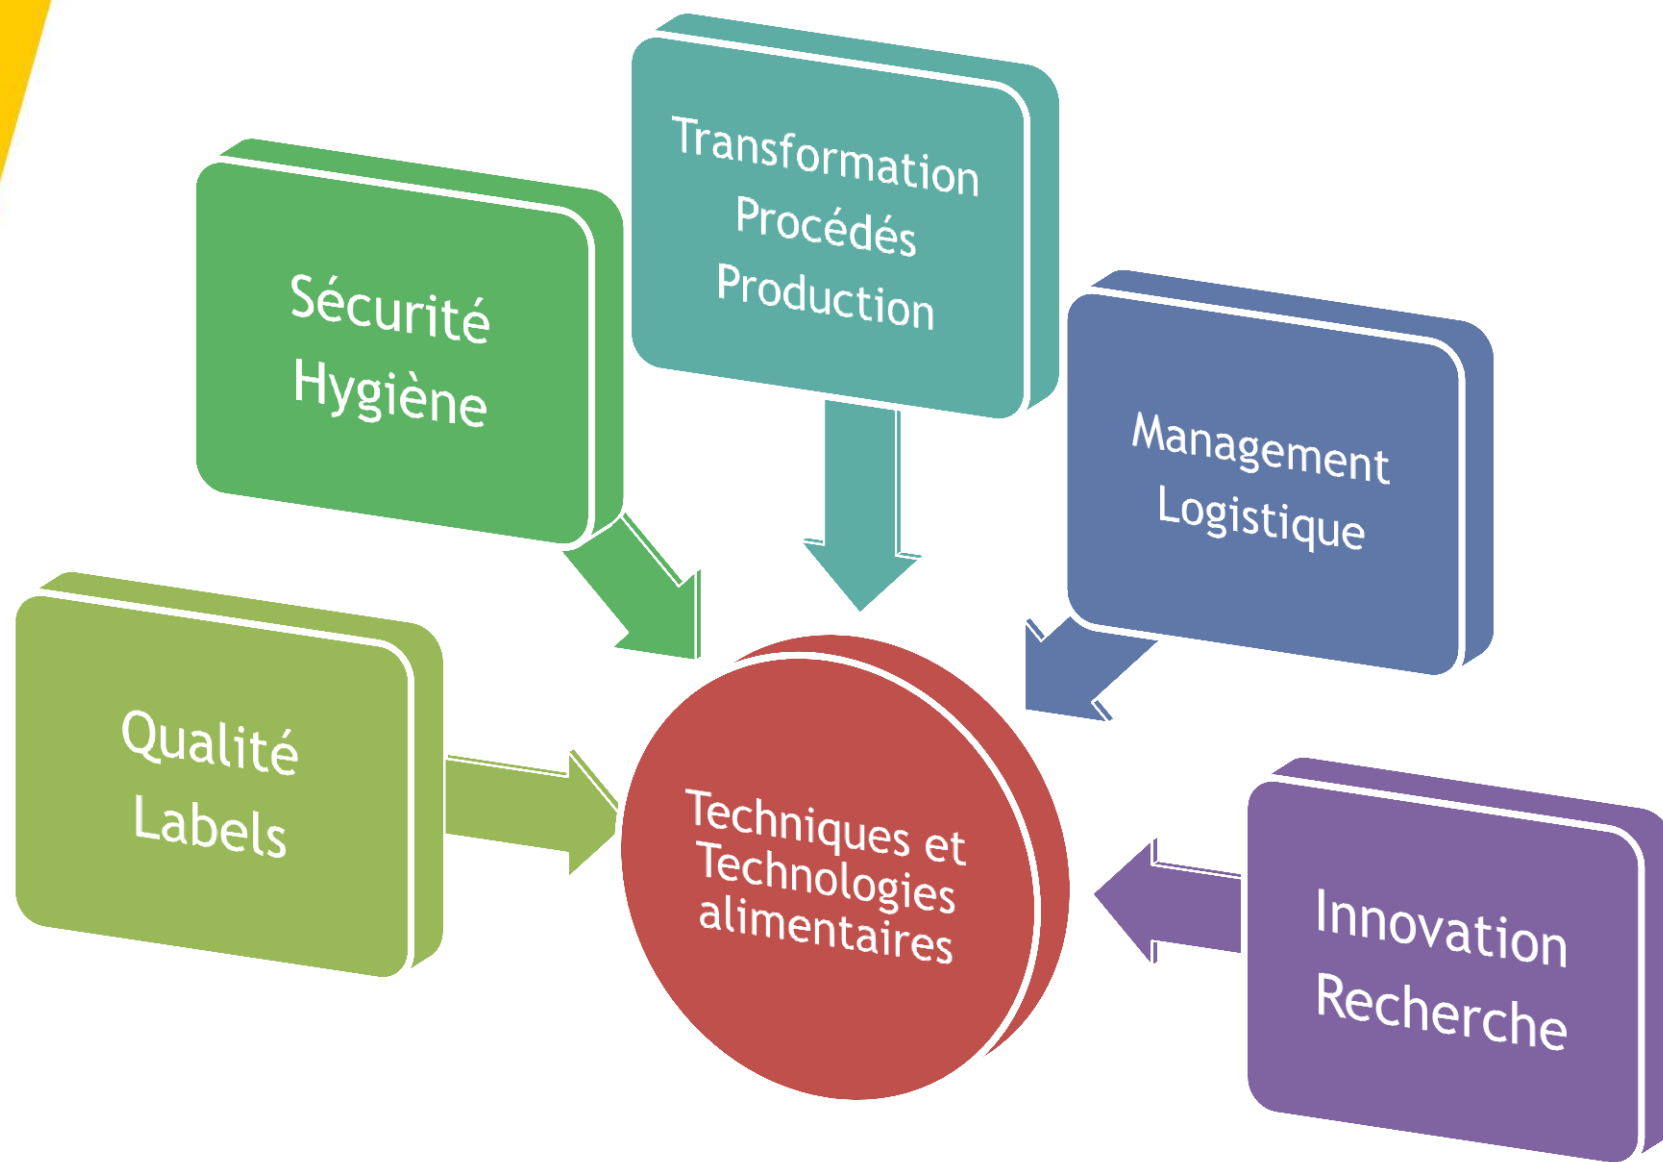 Qualité
Labels
Sécurité
Hygiène
Transformation
Procédés
Production
Management
Logistique
Innovation
Recherche
Techniques et
Technologies
alimentaires